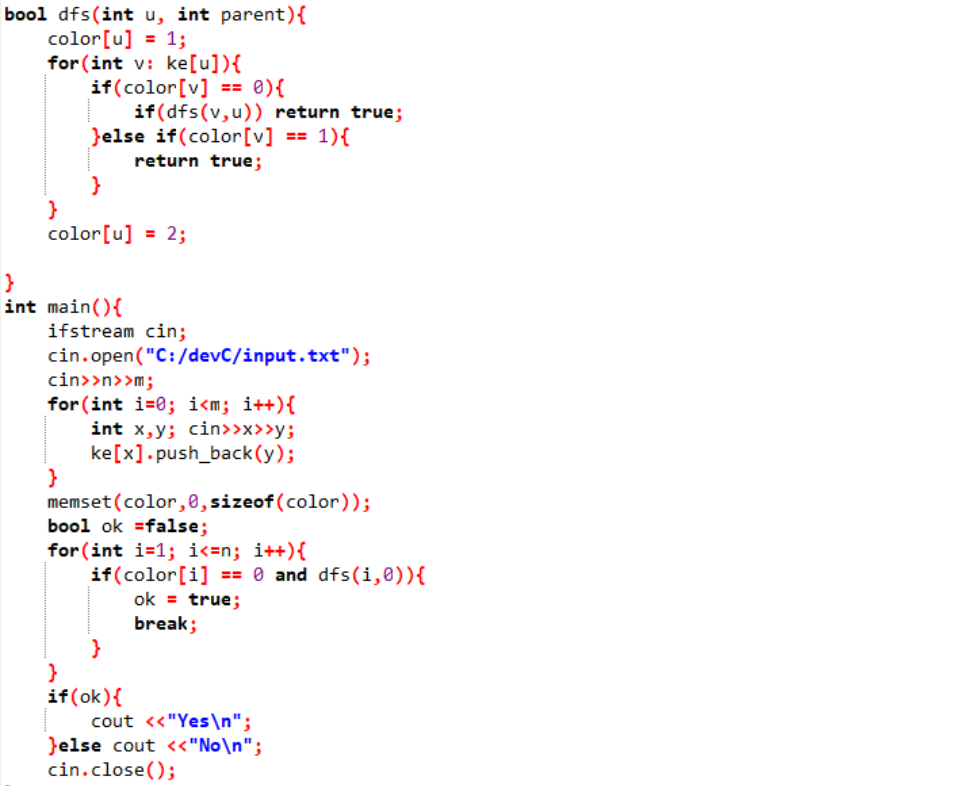 bool dfs(int u, int parent){
    color[u] = 1;
    for(int v: ke[u]){
        if(color[v] == 0){
            if(dfs(v,u)) return true;
        }else if(color[v] == 1){
            return true;
        }
    }
    color[u] = 2;

}
int main(){
    ifstream cin;
    cin.open("C:/devC/input.txt");
    cin>>n>>m;
    for(int i=0; i<m; i++){
        int x,y; cin>>x>>y;
        ke[x].push_back(y);
    }
    memset(color,0,sizeof(color));
    bool ok =false;
    for(int i=1; i<=n; i++){
        if(color[i] == 0 and dfs(i,0)){
            ok = true;
            break;
        }
    }
    if(ok){
        cout <<"Yes\n";
    }else cout <<"No\n";
    cin.close();